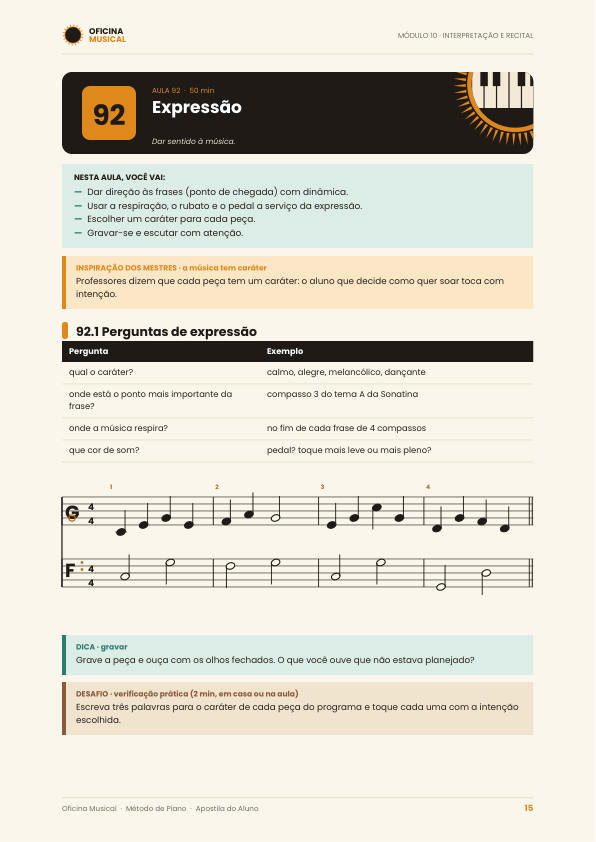 OFICINA
MUSICAL
MÓDULO 10 · INTERPRETAÇÃO E RECITAL
92
AULA 92 · 50 min
Expressão
Dar sentido à música.
NESTA AULA, VOCÊ VAI:
— Dar direção às frases (ponto de chegada) com dinâmica.
— Usar a respiração, o rubato e o pedal a serviço da expressão.
— Escolher um caráter para cada peça.
— Gravar-se e escutar com atenção.
INSPIRAÇÃO DOS MESTRES · a música tem caráter
Professores dizem que cada peça tem um caráter: o aluno que decide como quer soar toca com
intenção.
92.1 Perguntas de expressão
Pergunta Exemplo
qual o caráter? calmo, alegre, melancólico, dançante
onde está o ponto mais importante da compasso 3 do tema A da Sonatina
frase?
onde a música respira? no fim de cada frase de 4 compassos
que cor de som? pedal? toque mais leve ou mais pleno?
1 2 3 4
G 4
4
F 4
4
DICA · gravar
Grave a peça e ouça com os olhos fechados. O que você ouve que não estava planejado?
DESAFIO · verificação prática (2 min, em casa ou na aula)
Escreva três palavras para o caráter de cada peça do programa e toque cada uma com a intenção
escolhida.
Oficina Musical · Método de Piano · Apostila do Aluno 15